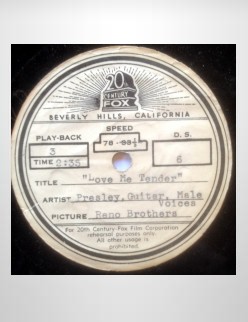 20th
CENTURY
FOX
BEVERLY HILLS, CALIFORNIA
PLAY-BACK SPEED D. S.
3 78 - 33⅓ 6
TIME 2:35
TITLE "Love Me Tender"
ARTIST Presley, Guitar, Male
Voices
PICTURE Reno Brothers
For 20th Century-Fox Film Corporation
rehearsal purposes only.
All other usage is
prohibited.